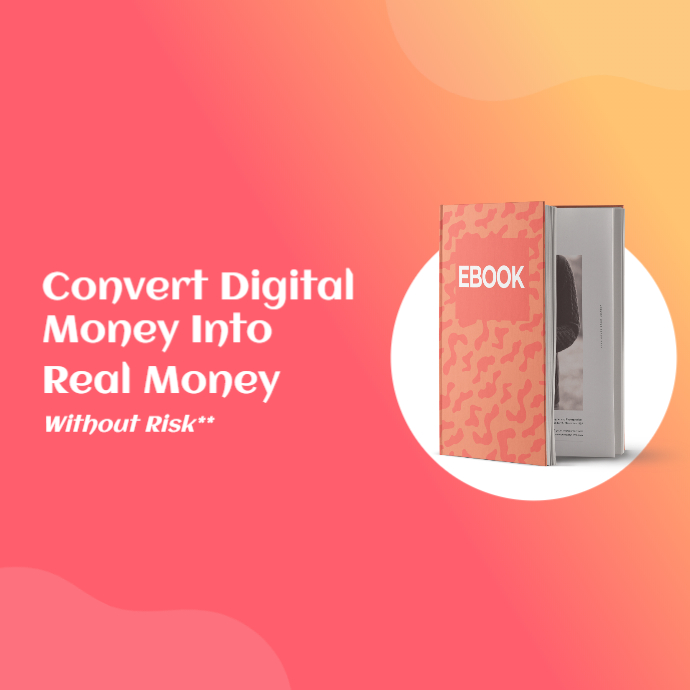 Convert Digital
Money Into
Real Money
Without Risk**
EBOOK